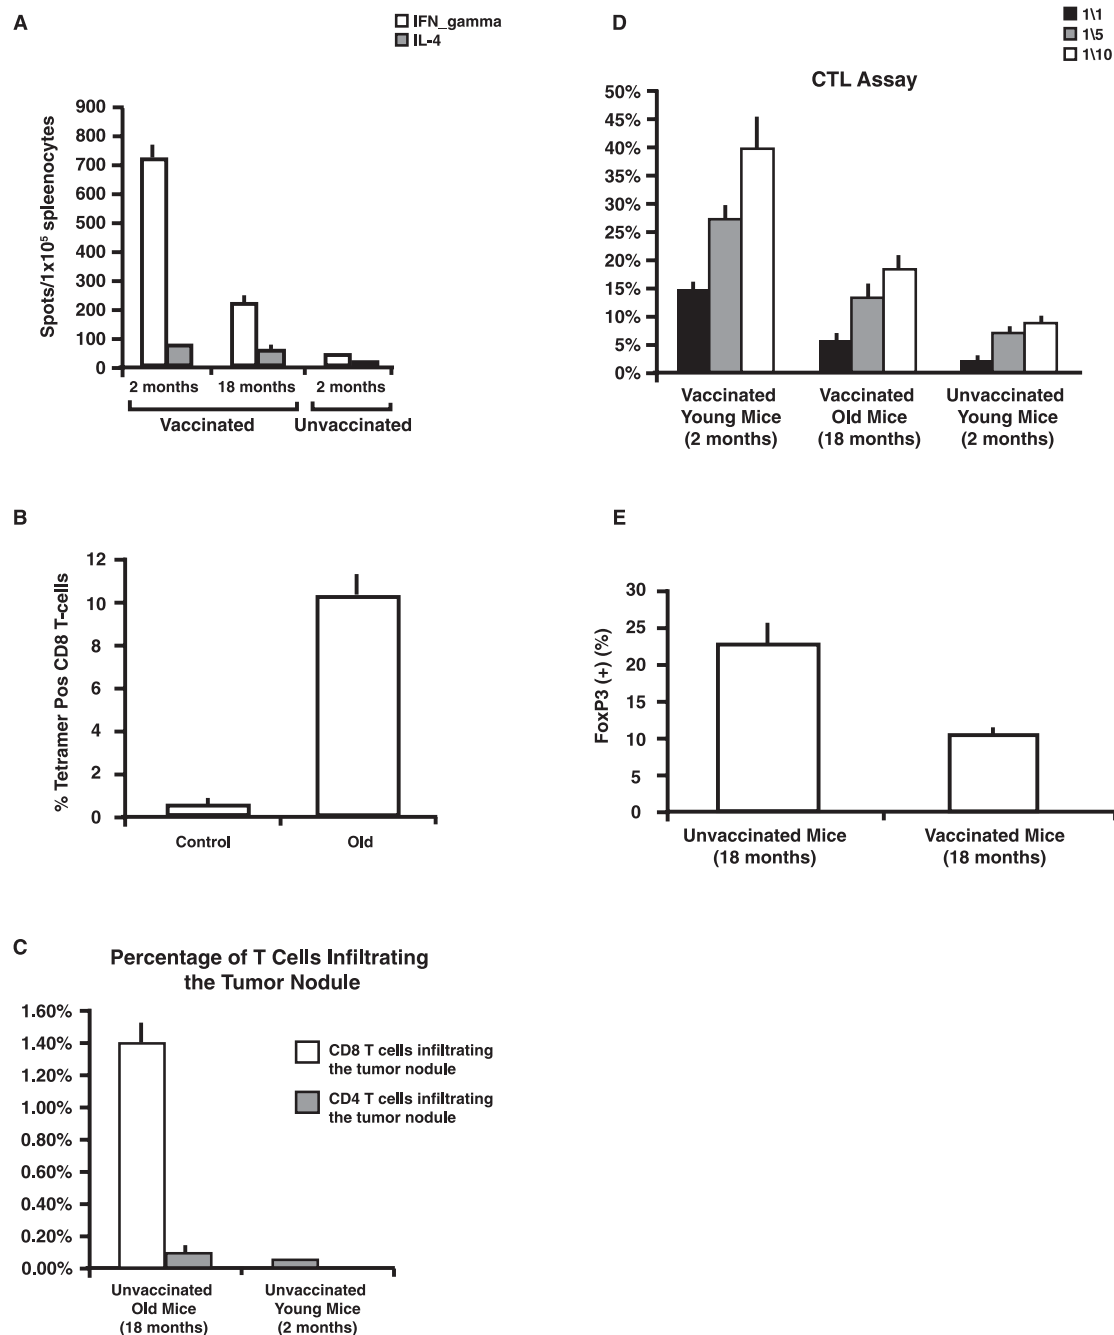 A
IFN_gamma
IL-4
Spots/1x10⁵ spleenocytes
900
800
700
600
500
400
300
200
100
0
2 months 18 months 2 months
Vaccinated Unvaccinated
B
% Tetramer Pos CD8 T-cells
12
10
8
6
4
2
0
Control Old
C
Percentage of T Cells Infiltrating
the Tumor Nodule
1.60%
1.40%
1.20%
1.00%
0.80%
0.60%
0.40%
0.20%
0.00%
CD8 T cells infiltrating
the tumor nodule
CD4 T cells infiltrating
the tumor nodule
Unvaccinated Unvaccinated
Old Mice Young Mice
(18 months) (2 months)
D
1\1
1\5
1\10
CTL Assay
50%
45%
40%
35%
30%
25%
20%
15%
10%
5%
0%
Vaccinated Vaccinated Unvaccinated
Young Mice Old Mice Young Mice
(2 months) (18 months) (2 months)
E
FoxP3 (+) (%)
30
25
20
15
10
5
0
Unvaccinated Mice Vaccinated Mice
(18 months) (18 months)